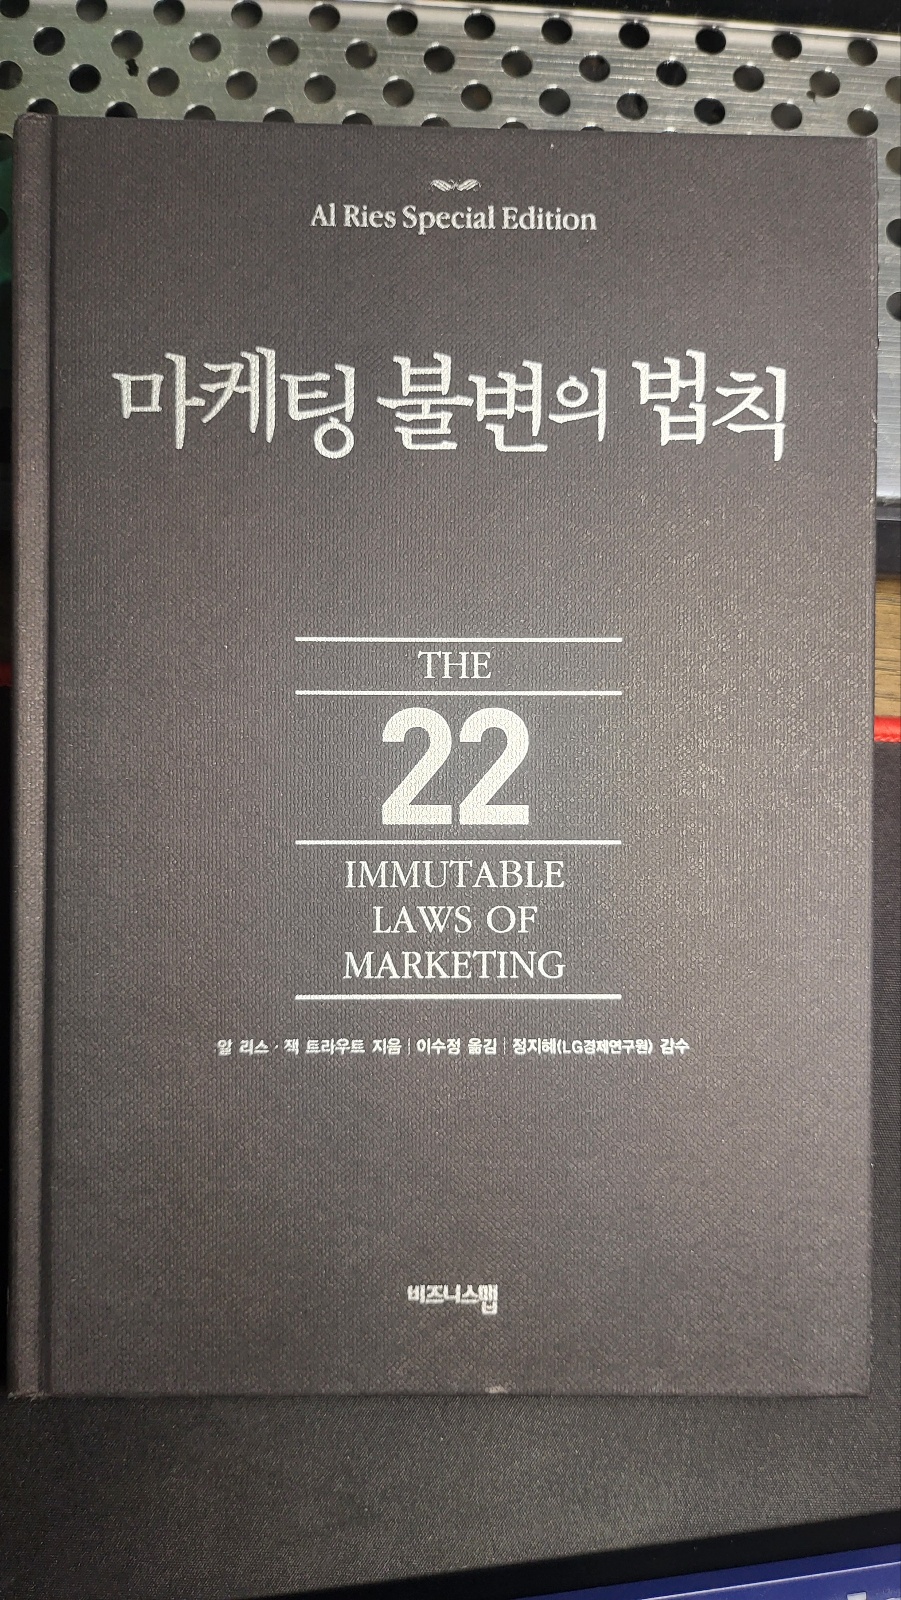 Al Ries Special Edition
마케팅 불변의 법칙
THE
22
IMMUTABLE
LAWS OF
MARKETING
알 리스·잭 트라우트 지음 | 이수정 옮김 | 정지혜(LG경제연구원) 감수
비즈니스맵